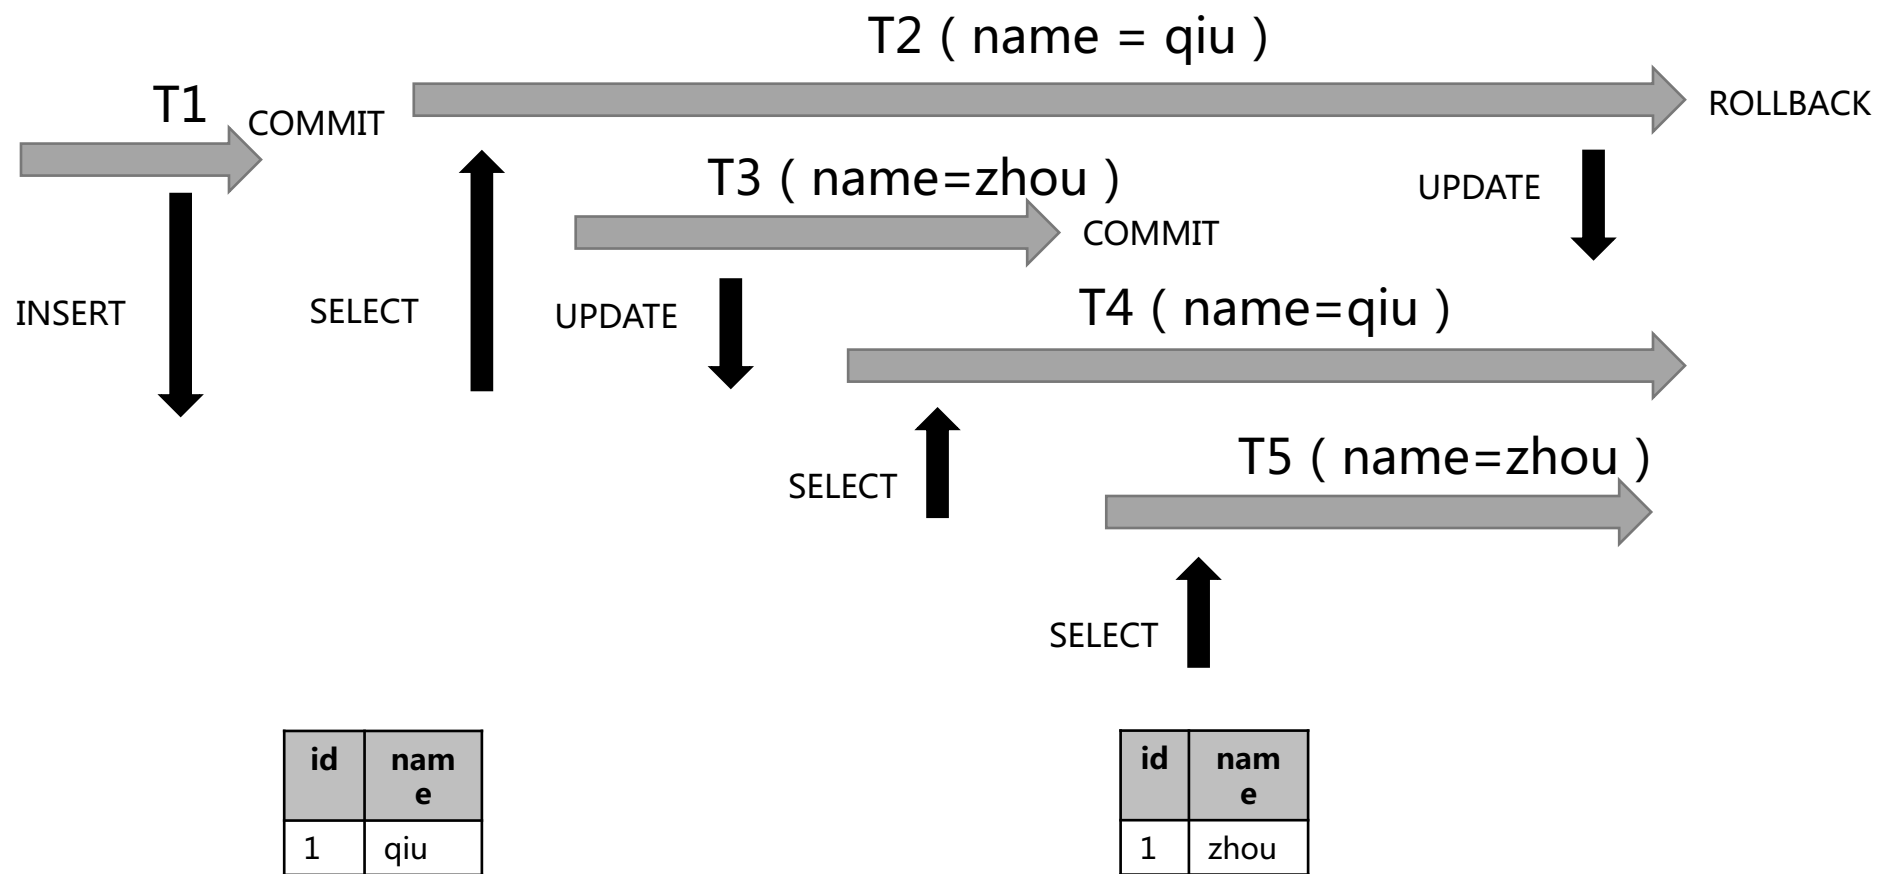 T2 ( name = qiu )
T1
COMMIT
ROLLBACK
T3 ( name=zhou )
UPDATE
COMMIT
INSERT
SELECT
UPDATE
T4 ( name=qiu )
SELECT
T5 ( name=zhou )
SELECT
id
nam
e
1
qiu
id
nam
e
1
zhou